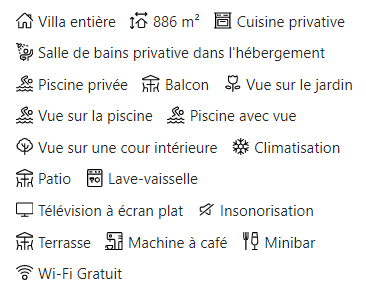 Villa entière 886 m² Cuisine privative
Salle de bains privative dans l'hébergement
Piscine privée Balcon Vue sur le jardin
Vue sur la piscine Piscine avec vue
Vue sur une cour intérieure Climatisation
Patio Lave-vaisselle
Télévision à écran plat Insonorisation
Terrasse Machine à café Minibar
Wi-Fi Gratuit